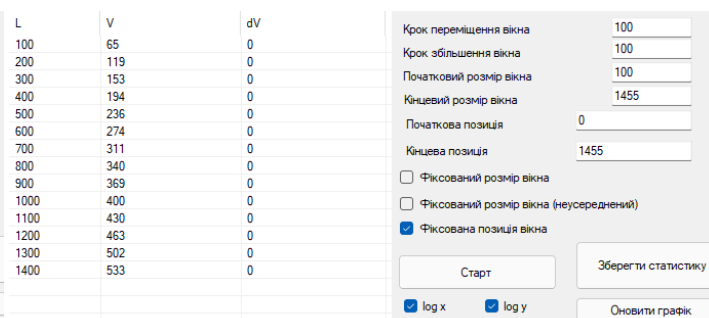 L V dV
100 65 0
200 119 0
300 153 0
400 194 0
500 236 0
600 274 0
700 311 0
800 340 0
900 369 0
1000 400 0
1100 430 0
1200 463 0
1300 502 0
1400 533 0
Крок переміщення вікна 100
Крок збільшення вікна 100
Початковий розмір вікна 100
Кінцевий розмір вікна 1455
Початкова позиція 0
Кінцева позиція 1455
Фіксований розмір вікна
Фіксований розмір вікна (неусереднений)
Фіксована позиція вікна
Старт Зберегти статистику
log x log y Оновити графік